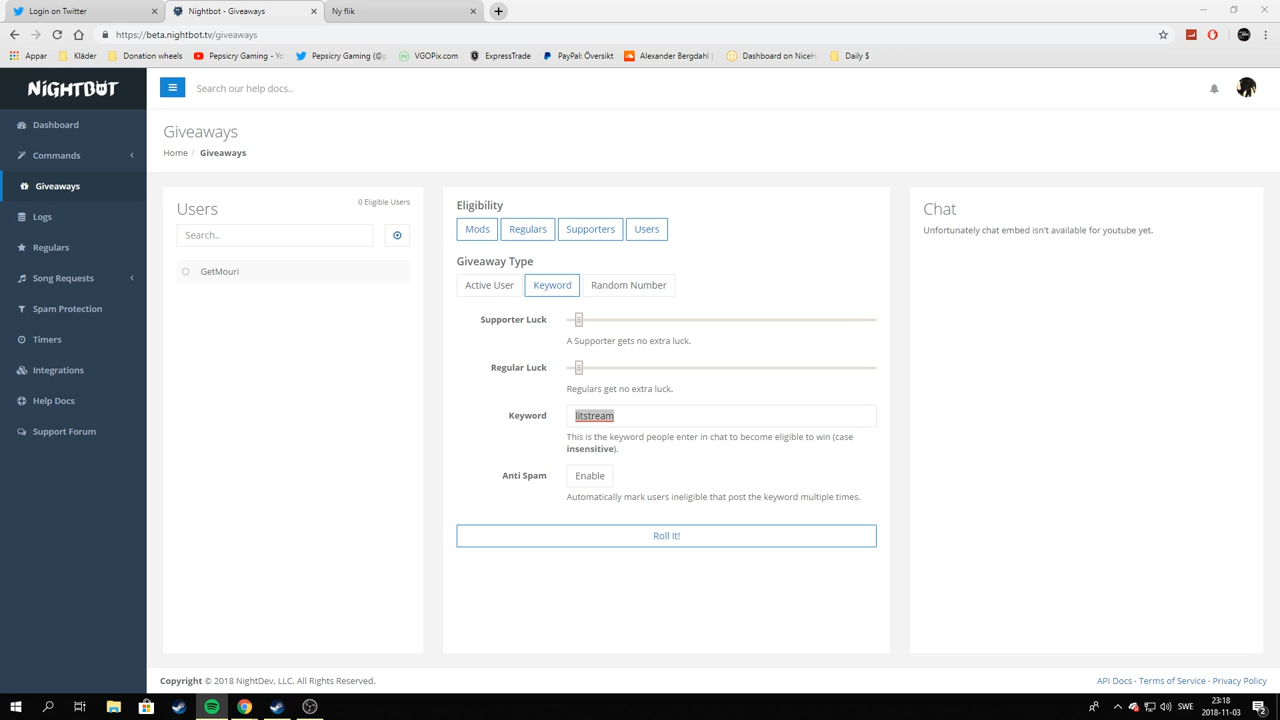 Login on Twitter
Nightbot - Giveaways
Ny flik
https://beta.nightbot.tv/giveaways
Appar
Karlen
Donation wheels
Pepsicry Gaming - Yo
Pepsicry Gaming (@p
VGOPix.com
ExpressTrade
PayPal: Översikt
Alexander Bergdahl |
Dashboard on NiceH
Daily $
NIGHTBOT
Search our help docs..
Dashboard
Commands
Giveaways
Logs
Regulars
Song Requests
Spam Protection
Timers
Integrations
Help Docs
Support Forum
Giveaways
Home / Giveaways
Users
0 Eligible Users
Search..
GetMouri
Eligibility
Mods Regulars Supporters Users
Giveaway Type
Active User Keyword Random Number
Supporter Luck
A Supporter gets no extra luck.
Regular Luck
Regulars get no extra luck.
Keyword
litstream
This is the keyword people enter in chat to become eligible to win (case
insensitive).
Anti Spam
Enable
Automatically mark users ineligible that post the keyword multiple times.
Roll It!
Chat
Unfortunately chat embed isn't available for youtube yet.
Copyright © 2018 NightDev, LLC. All Rights Reserved.
API Docs · Terms of Service · Privacy Policy
SWE
23:18
2018-11-03
2